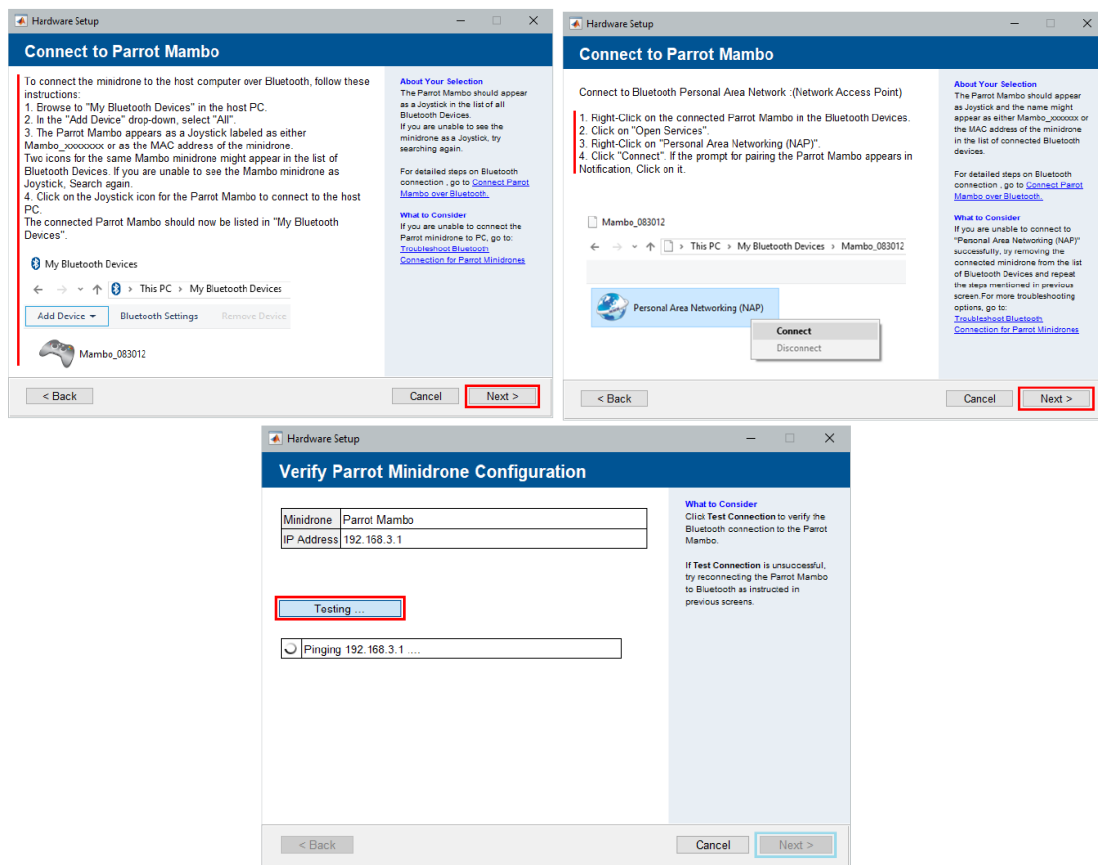 Hardware Setup
Connect to Parrot Mambo
To connect the minidrone to the host computer over Bluetooth, follow these
instructions:
1. Browse to "My Bluetooth Devices" in the host PC.
2. In the "Add Device" drop-down, select "All".
3. The Parrot Mambo appears as a Joystick labeled as either
Mambo_xxxxxxx or as the MAC address of the minidrone.
Two icons for the same Mambo minidrone might appear in the list of
Bluetooth Devices. If you are unable to see the Mambo minidrone as
Joystick, Search again.
4. Click on the Joystick icon for the Parrot Mambo to connect to the host
PC.
The connected Parrot Mambo should now be listed in "My Bluetooth
Devices".
My Bluetooth Devices
This PC > My Bluetooth Devices
Add Device
Bluetooth Settings
Remove Device
Mambo_083012
About Your Selection
The Parrot Mambo should appear
as a Joystick in the list of all
Bluetooth Devices.
If you are unable to see the
minidrone as a Joystick, try
searching again.
For detailed steps on Bluetooth
connection , go to Connect Parrot
Mambo over Bluetooth.
What to Consider
If you are unable to connect the
Parrot minidrone to PC, go to:
Troubleshoot Bluetooth
Connection for Parrot Minidrones
< Back
Cancel
Next >
Hardware Setup
Connect to Parrot Mambo
Connect to Bluetooth Personal Area Network :(Network Access Point)
1. Right-Click on the connected Parrot Mambo in the Bluetooth Devices.
2. Click on "Open Services".
3. Right-Click on "Personal Area Networking (NAP)".
4. Click "Connect". If the prompt for pairing the Parrot Mambo appears in
Notification, Click on it.
Mambo_083012
> This PC > My Bluetooth Devices > Mambo_083012
Personal Area Networking (NAP)
Connect
Disconnect
About Your Selection
The Parrot Mambo should appear
as Joystick and the name might
appear as either Mambo_xxxxxxx or
the MAC address of the minidrone
in the list of connected Bluetooth
devices.
For detailed steps on Bluetooth
connection , go to Connect Parrot
Mambo over Bluetooth.
What to Consider
If you are unable to connect to
"Personal Area Networking (NAP)"
successfully, try removing the
connected minidrone from the list
of Bluetooth Devices and repeat
the steps mentioned in previous
screen.For more troubleshooting
options, go to:
Troubleshoot Bluetooth
Connection for Parrot Minidrones
< Back
Cancel
Next >
Hardware Setup
Verify Parrot Minidrone Configuration
Minidrone Parrot Mambo
IP Address 192.168.3.1
Testing ...
Pinging 192.168.3.1 ....
What to Consider
Click Test Connection to verify the
Bluetooth connection to the Parrot
Mambo.
If Test Connection is unsuccessful,
try reconnecting the Parrot Mambo
to Bluetooth as instructed in
previous screens.
< Back
Cancel
Next >